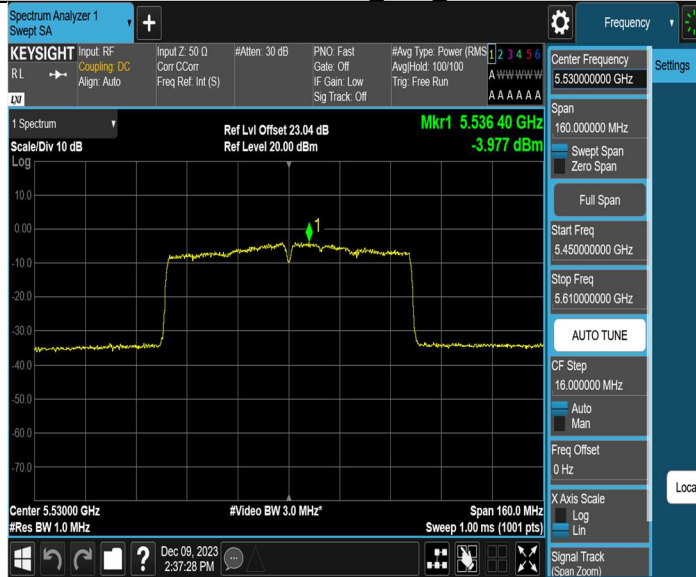 Spectrum Analyzer 1
Swept SA
Frequency
KEYSIGHT
RL
LXI
Input: RF
Coupling: DC
Align: Auto
Input Z: 50 Ω
Corr CCorr
Freq Ref: Int (S)
#Atten: 30 dB
PNO: Fast
Gate: Off
IF Gain: Low
Sig Track: Off
#Avg Type: Power (RMS
Avg|Hold: 100/100
Trig: Free Run
1 2 3 4 5 6
A W W W W W
A A A A A A
1 Spectrum
Scale/Div 10 dB
Log
Ref Lvl Offset 23.04 dB
Ref Level 20.00 dBm
Mkr1 5.536 40 GHz
-3.977 dBm
1
10.0
0.00
-10.0
-20.0
-30.0
-40.0
-50.0
-60.0
-70.0
Center 5.53000 GHz
#Res BW 1.0 MHz
#Video BW 3.0 MHz*
Span 160.0 MHz
Sweep 1.00 ms (1001 pts)
Center Frequency
5.530000000 GHz
Settings
Span
160.000000 MHz
Swept Span
Zero Span
Full Span
Start Freq
5.450000000 GHz
Stop Freq
5.610000000 GHz
AUTO TUNE
CF Step
16.000000 MHz
Auto
Man
Freq Offset
0 Hz
X Axis Scale
Log
Lin
Loca
Signal Track
(Span Zoom)
?
Dec 09, 2023
2:37:28 PM